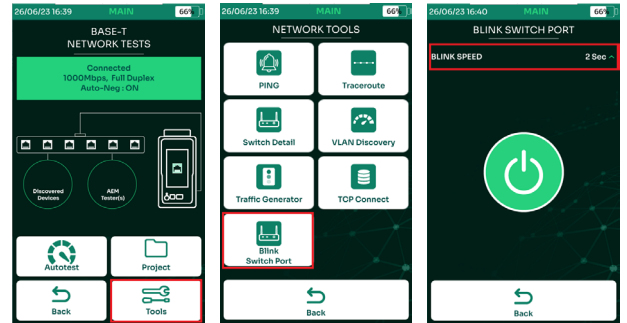 26/06/23 16:39 MAIN 66%
BASE-T
NETWORK TESTS
Connected
1000Mbps, Full Duplex
Auto-Neg : ON
Discovered
Devices
AEM
Tester(s)
Autotest
Project
Back
Tools
26/06/23 16:39 MAIN 66%
NETWORK TOOLS
PING
Traceroute
Switch Detail
VLAN Discovery
Traffic Generator
TCP Connect
Blink
Switch Port
Back
26/06/23 16:40 MAIN 66%
BLINK SWITCH PORT
BLINK SPEED 2 Sec
Back